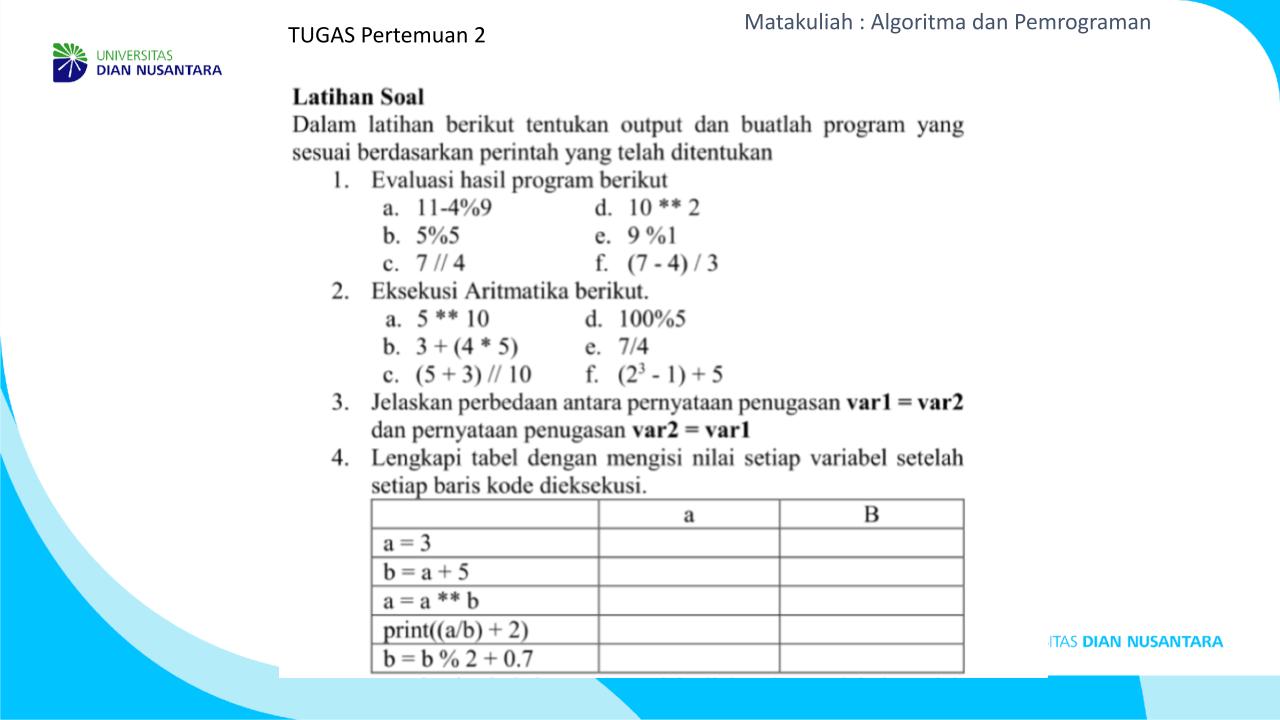 Matakuliah : Algoritma dan Pemrograman
TUGAS Pertemuan 2
UNIVERSITAS
DIAN NUSANTARA
Latihan Soal
Dalam latihan berikut tentukan output dan buatlah program yang
sesuai berdasarkan perintah yang telah ditentukan
1. Evaluasi hasil program berikut
a. 11-4%9 d. 10 ** 2
b. 5%5 e. 9 %1
c. 7 // 4 f. (7 - 4) / 3
2. Eksekusi Aritmatika berikut.
a. 5 ** 10 d. 100%5
b. 3 + (4 * 5) e. 7/4
c. (5 + 3) // 10 f. (2³ - 1) + 5
3. Jelaskan perbedaan antara pernyataan penugasan var1 = var2
dan pernyataan penugasan var2 = var1
4. Lengkapi tabel dengan mengisi nilai setiap variabel setelah
setiap baris kode dieksekusi.
a B
a = 3
b = a + 5
a = a ** b
print((a/b) + 2)
b = b % 2 + 0.7
ITAS DIAN NUSANTARA